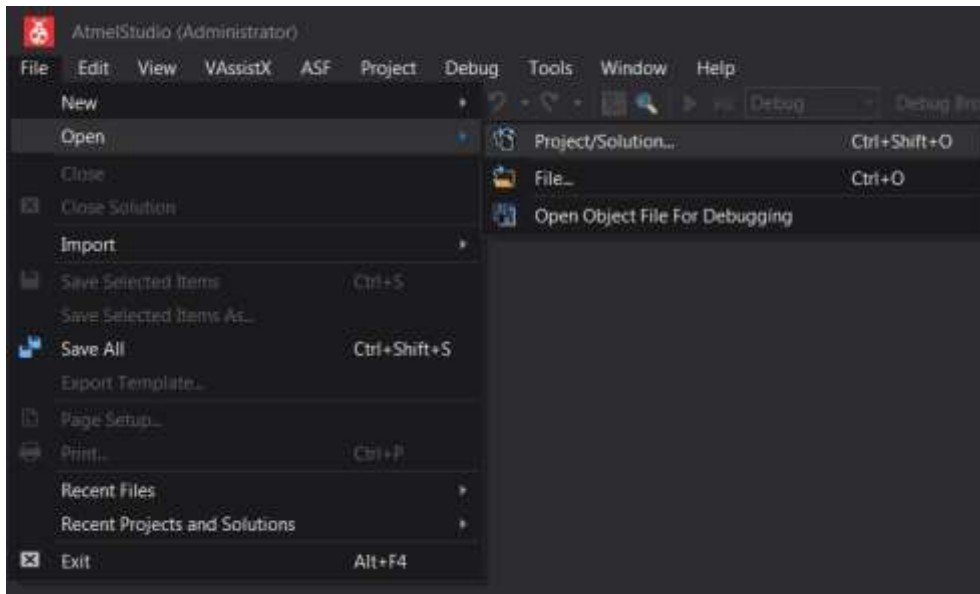 AtmelStudio (Administrator)
File Edit View VAssistX ASF Project Debug Tools Window Help
New
Debug Debug
Open
Project/Solution... Ctrl+Shift+O
Close
File... Ctrl+O
Close Solution
Open Object File For Debugging
Import
Save Selected Items Ctrl+S
Save Selected Items As...
Save All Ctrl+Shift+S
Export Template...
Page Setup...
Print... Ctrl+P
Recent Files
Recent Projects and Solutions
Exit Alt+F4